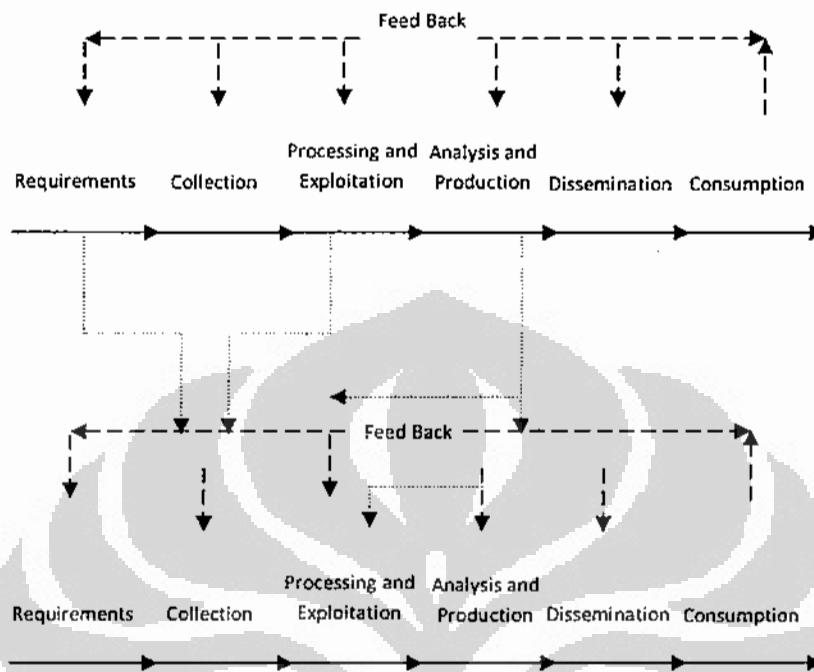 Feed Back
Processing and Analysis and
Requirements Collection Exploitation Production Dissemination Consumption
Feed Back
Processing and Analysis and
Requirements Collection Exploitation Production Dissemination Consumption